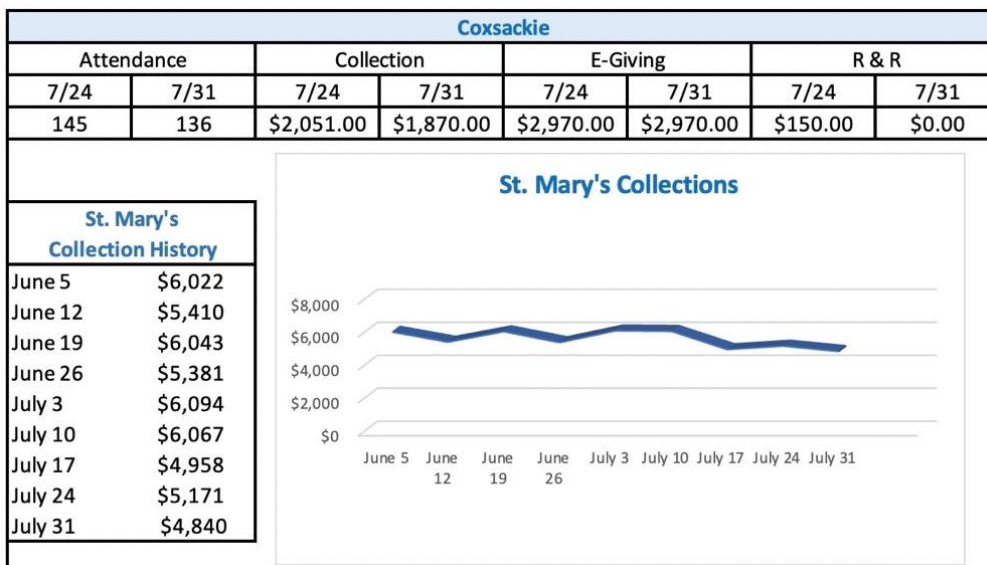 Coxsackie
Attendance Collection E-Giving R & R
7/24 7/31 7/24 7/31 7/24 7/31 7/24 7/31
145 136 $2,051.00 $1,870.00 $2,970.00 $2,970.00 $150.00 $0.00
St. Mary's
Collection History
June 5 $6,022
June 12 $5,410
June 19 $6,043
June 26 $5,381
July 3 $6,094
July 10 $6,067
July 17 $4,958
July 24 $5,171
July 31 $4,840
St. Mary's Collections
$8,000
$6,000
$4,000
$2,000
$0
June 5 June June June July 3 July 10 July 17 July 24 July 31
12 19 26